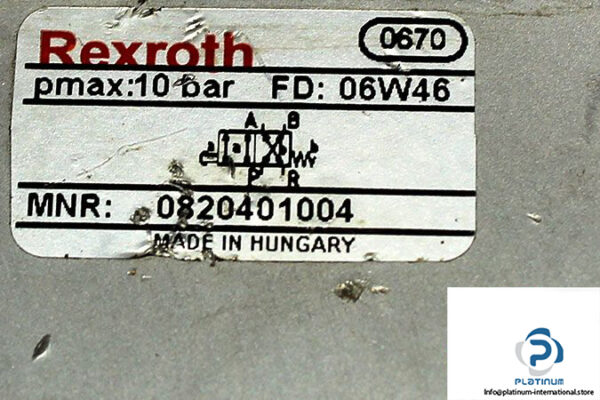 Rexroth
0670
pmax:10 bar FD: 06W46
A B
P R
MNR: 0820401004
MADE IN HUNGARY
PLATINUM
Info@platinum-international.store